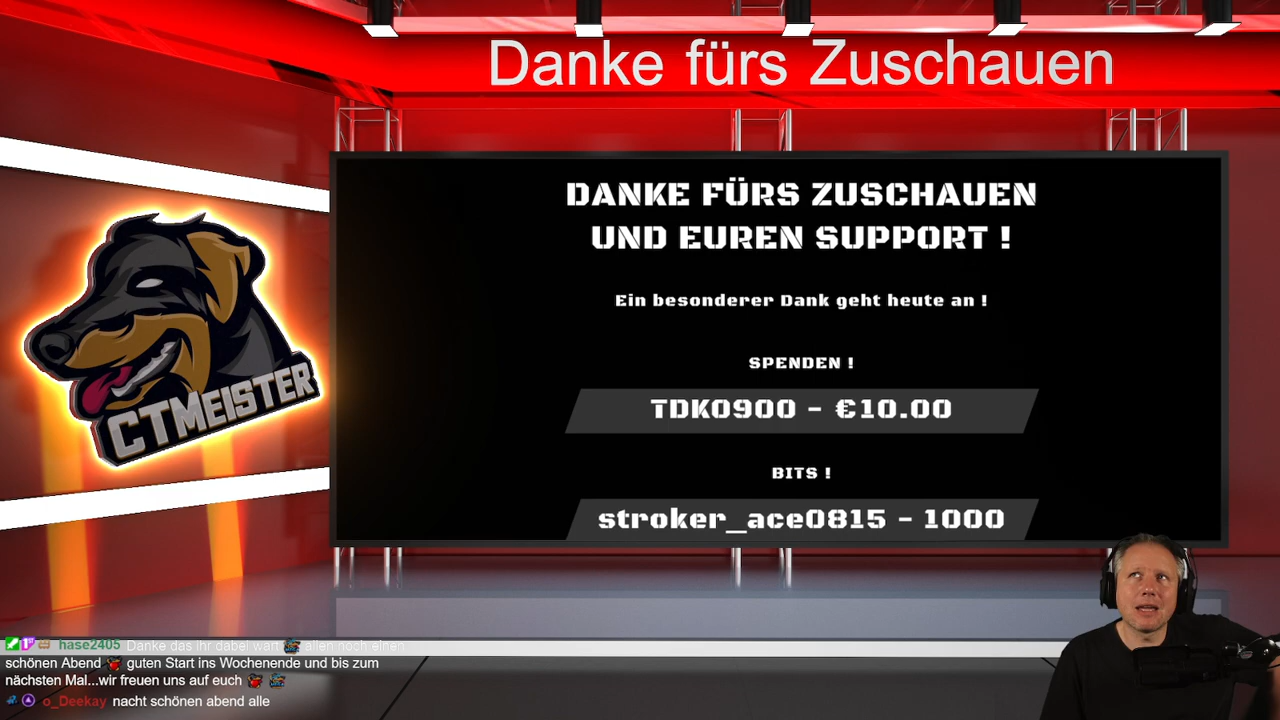 Danke fürs Zuschauen
DANKE FÜRS ZUSCHAUEN
UND EUREN SUPPORT !
Ein besonderer Dank geht heute an !
SPENDEN !
TDK0900 - €10.00
BITS !
stroker_ace0815 - 1000
CTMEISTER
hase2405 Danke das ihr dabei wart allen noch einen
schönen Abend guten Start ins Wochenende und bis zum
nächsten Mal...wir freuen uns auf euch
o_Deekay nacht schönen abend alle